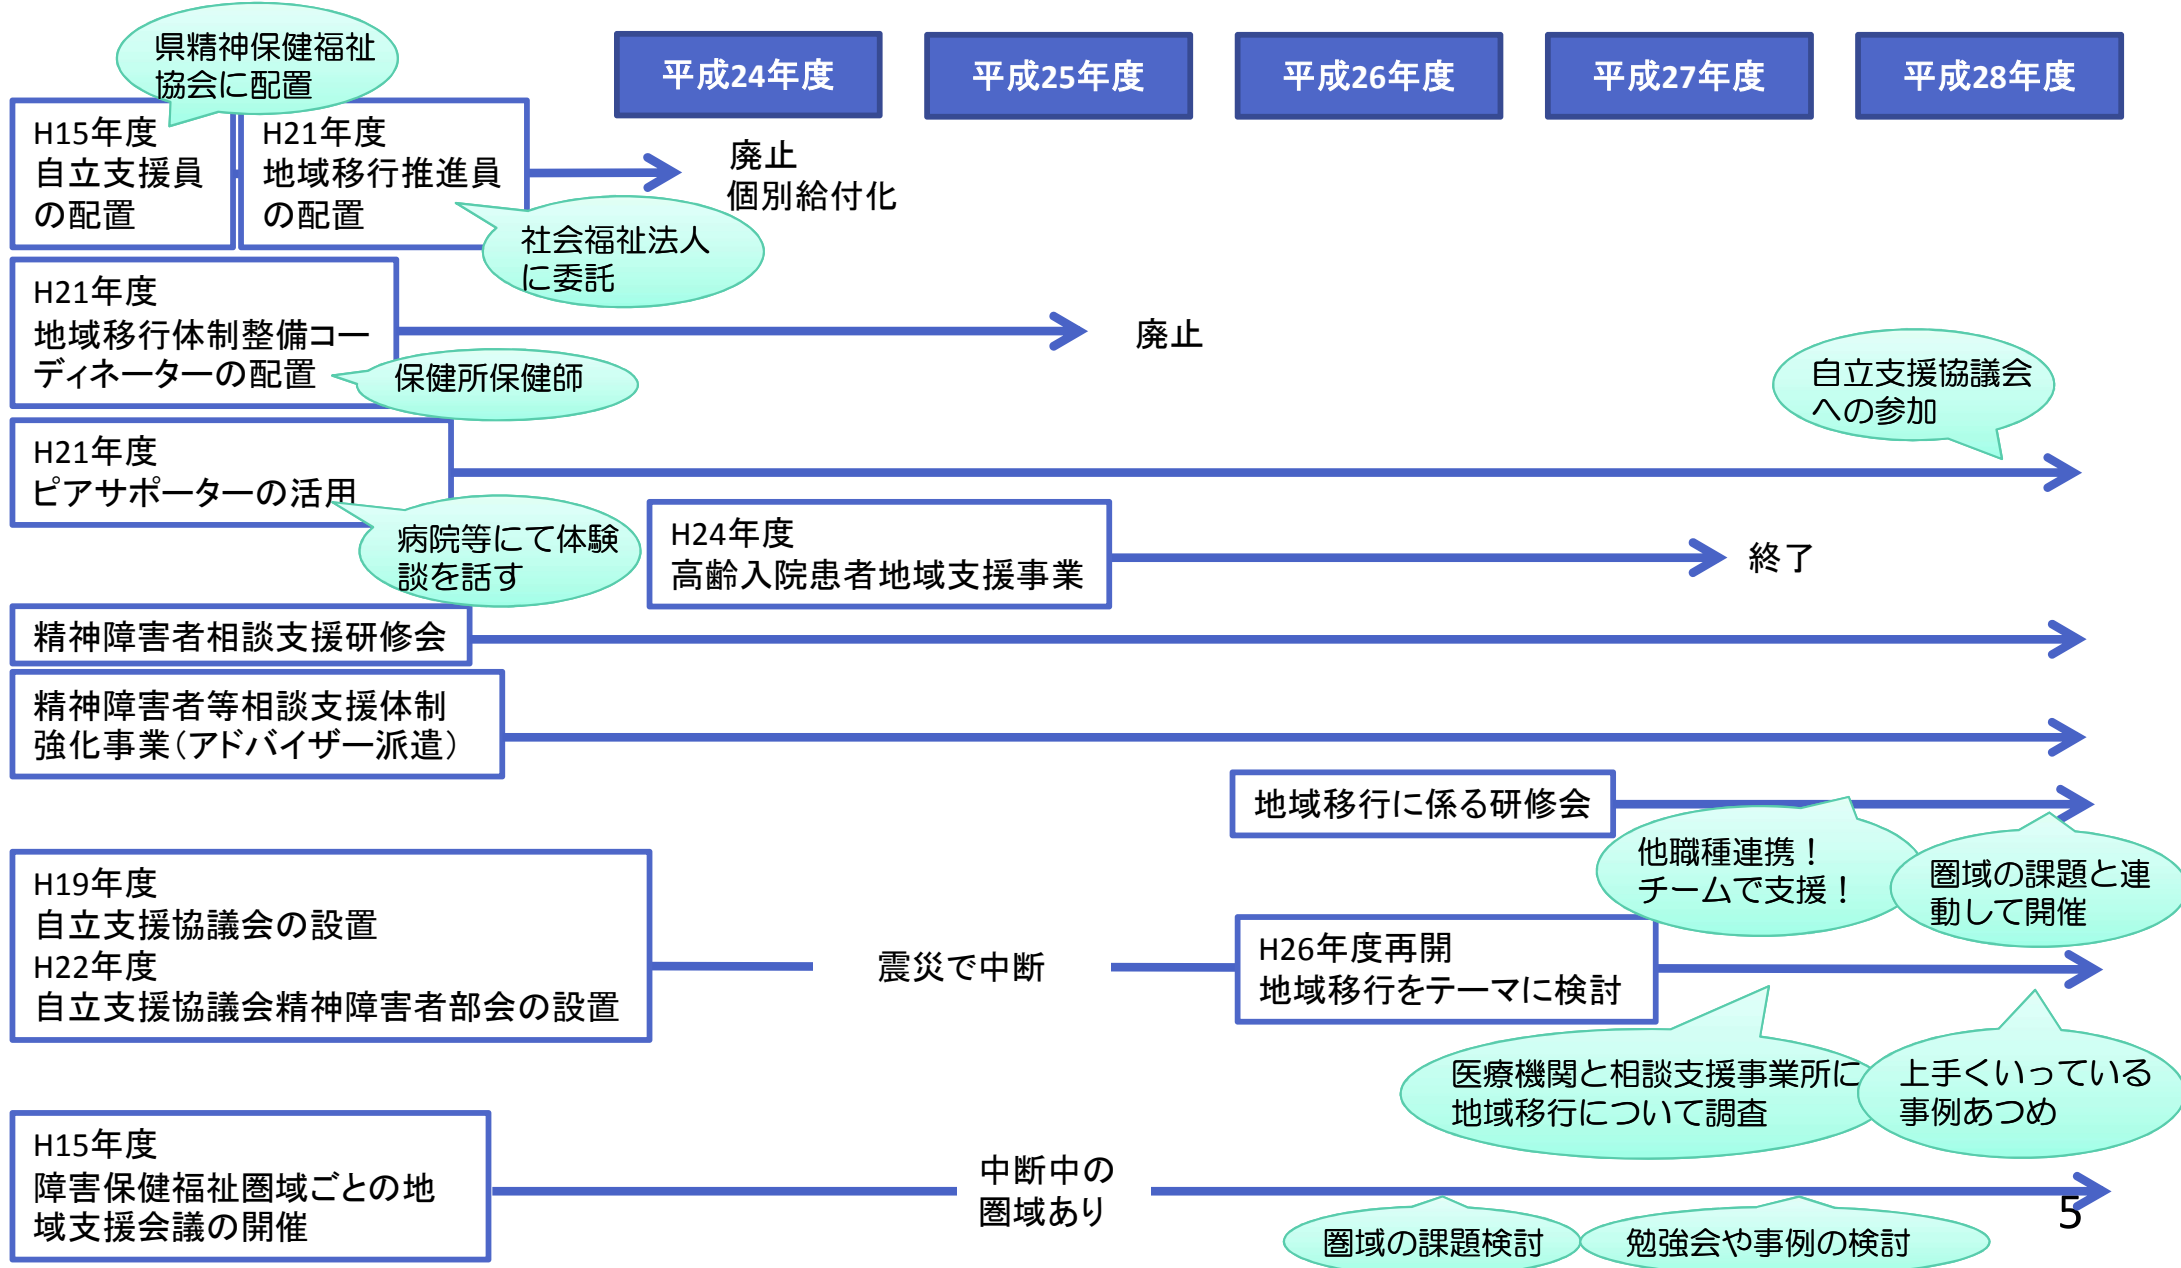 県精神保健福祉
協会に配置
平成24年度
平成25年度
平成26年度
平成27年度
平成28年度
H15年度
自立支援員
の配置
H21年度
地域移行推進員
の配置
廃止
個別給付化
社会福祉法人
に委託
H21年度
地域移行体制整備コー
ディネーターの配置
廃止
保健所保健師
自立支援協議会
への参加
H21年度
ピアサポーターの活用
病院等にて体験
談を話す
H24年度
高齢入院患者地域支援事業
終了
精神障害者相談支援研修会
精神障害者等相談支援体制
強化事業（アドバイザー派遣）
地域移行に係る研修会
他職種連携！
チームで支援！
圏域の課題と連
動して開催
H19年度
自立支援協議会の設置
H22年度
自立支援協議会精神障害者部会の設置
震災で中断
H26年度再開
地域移行をテーマに検討
医療機関と相談支援事業所に
地域移行について調査
上手くいっている
事例あつめ
H15年度
障害保健福祉圏域ごとの地
域支援会議の開催
中断中の
圏域あり
圏域の課題検討
勉強会や事例の検討
5